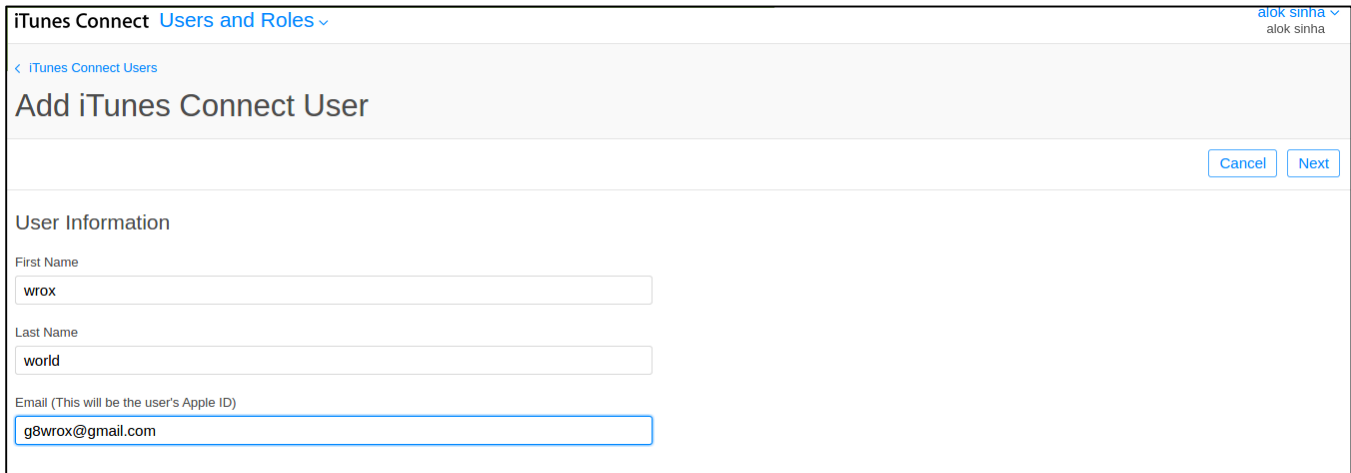 iTunes Connect Users and Roles
alok sinha
alok sinha
iTunes Connect Users
Add iTunes Connect User
Cancel Next
User Information
First Name
wrox
Last Name
world
Email (This will be the user's Apple ID)
g8wrox@gmail.com